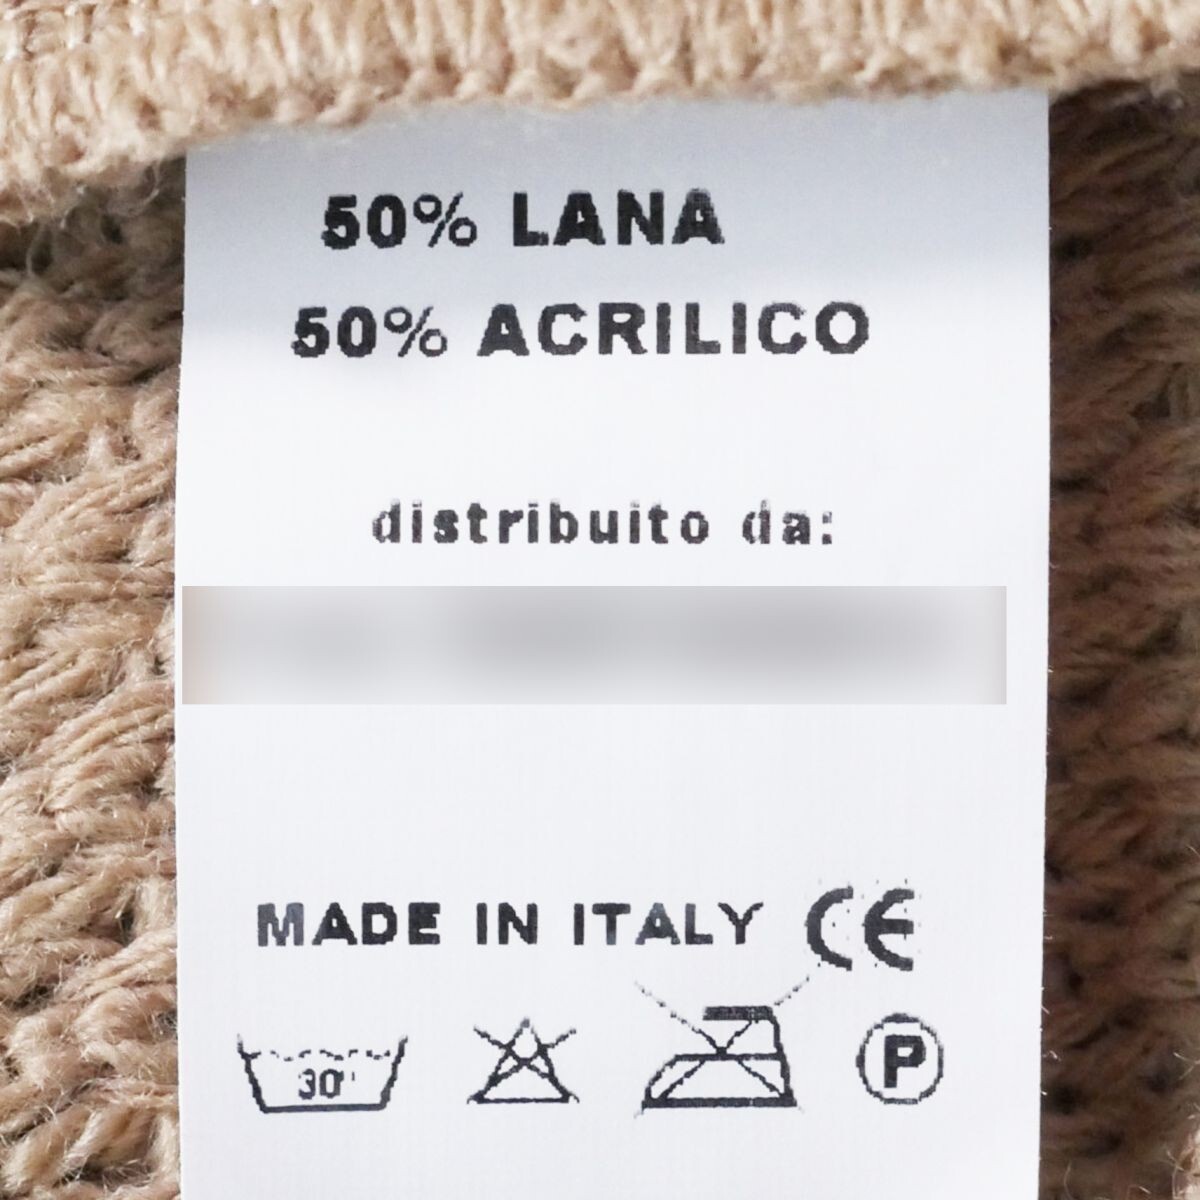 50% LANA
50% ACRILICO
distribuito da:
MADE IN ITALY CE
30° P